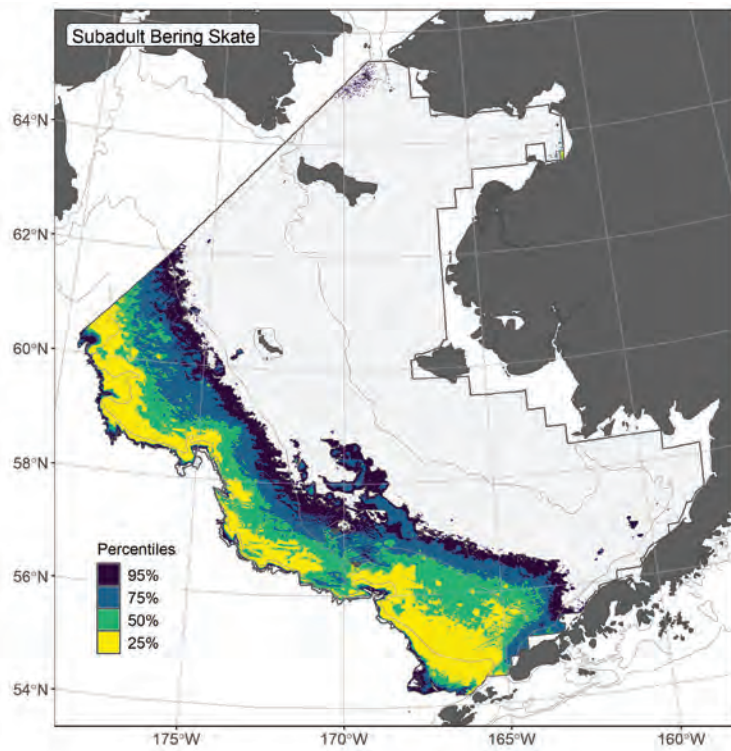 Subadult Bering Skate
64°N
62°N
60°N
58°N
56°N
54°N
Percentiles
95%
75%
50%
25%
175°W
170°W
165°W
160°W